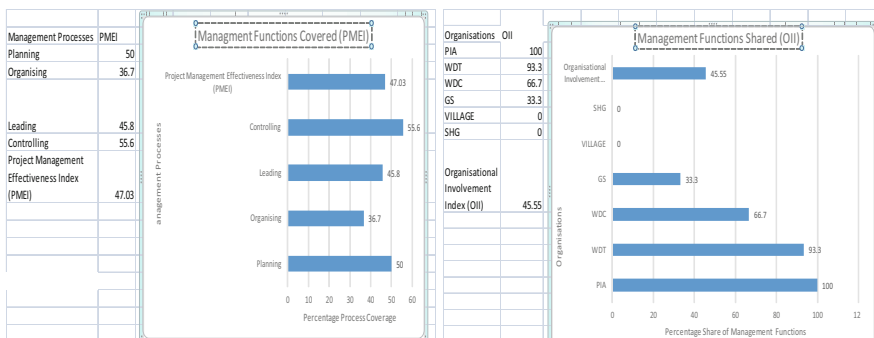 Management Processes PMEI
Planning 50
Organising 36.7
Leading 45.8
Controlling 55.6
Project Management
Effectiveness Index
(PMEI) 47.03
Managment Functions Covered (PMEI)
Project Management Effectiveness Index
(PMEI)
47.03
Controlling
55.6
Leading
45.8
Organising
36.7
Planning
50
anagement Processes
0 10 20 30 40 50 60
Percentage Process Coverage
Organisations OII
PIA 100
WDT 93.3
WDC 66.7
GS 33.3
VILLAGE 0
SHG 0
Organisational
Involvement
Index (OII) 45.55
Management Functions Shared (OII)
Organisational
Involvement...
45.55
SHG 0
VILLAGE 0
GS 33.3
WDC 66.7
WDT 93.3
PIA 100
Organisations
0 20 40 60 80 100 12
Percentage Share of Management Functions